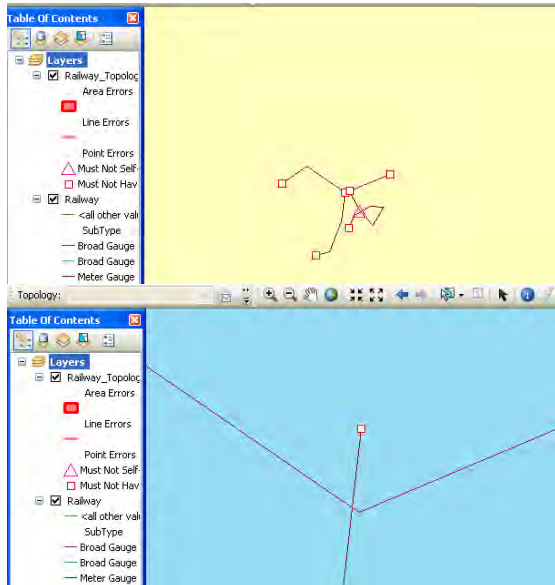 Table Of Contents
Layers
Railway_Topolog
Area Errors
Line Errors
Point Errors
Must Not Self-
Must Not Hav
Railway
<all other valu
SubType
Broad Gauge
Broad Gauge
Meter Gauge
Topology:
Table Of Contents
Layers
Railway_Topolog
Area Errors
Line Errors
Point Errors
Must Not Self-
Must Not Hav
Railway
<all other valu
SubType
Broad Gauge
Broad Gauge
Meter Gauge